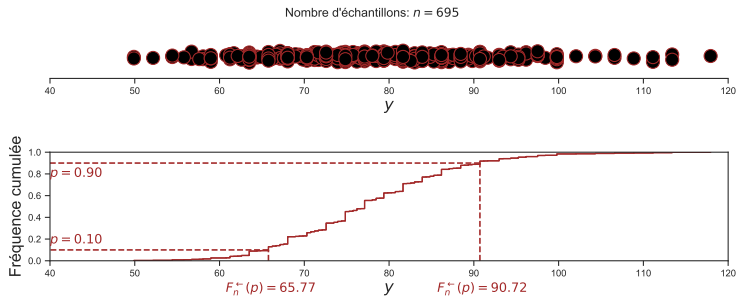 Nombre d'échantillons: n = 695
40 50 60 70 80 90 100 110 120
y
Fréquence cumulée
1.0
0.8
0.6
0.4
0.2
0.0
p = 0.90
p = 0.10
40 50 60 70 80 90 100 110 120
Fₙ←(p) = 65.77 y Fₙ←(p) = 90.72